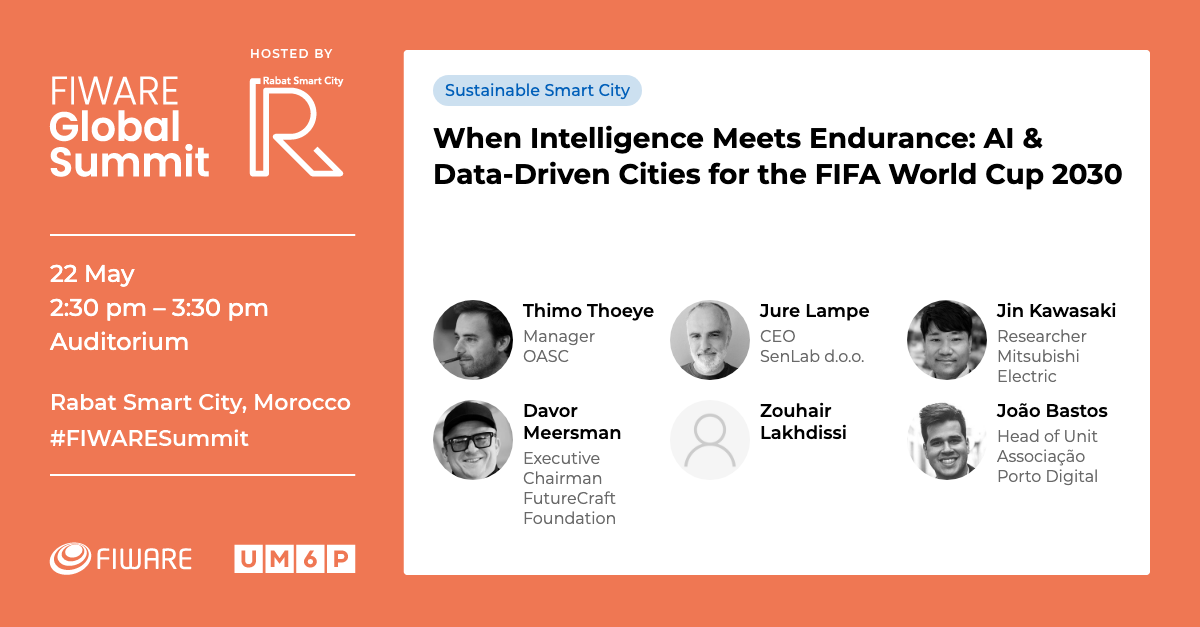 HOSTED BY
FIWARE
Global
Summit
Rabat Smart City
R
22 May
2:30 pm – 3:30 pm
Auditorium
Rabat Smart City, Morocco
#FIWARESummit
FIWARE
UM6P
Sustainable Smart City
When Intelligence Meets Endurance: AI &
Data-Driven Cities for the FIFA World Cup 2030
Thimo Thoeye
Manager
OASC
Jure Lampe
CEO
SenLab d.o.o.
Jin Kawasaki
Researcher
Mitsubishi
Electric
Davor
Meersman
Executive
Chairman
FutureCraft
Foundation
Zouhair
Lakhdissi
João Bastos
Head of Unit
Associação
Porto Digital